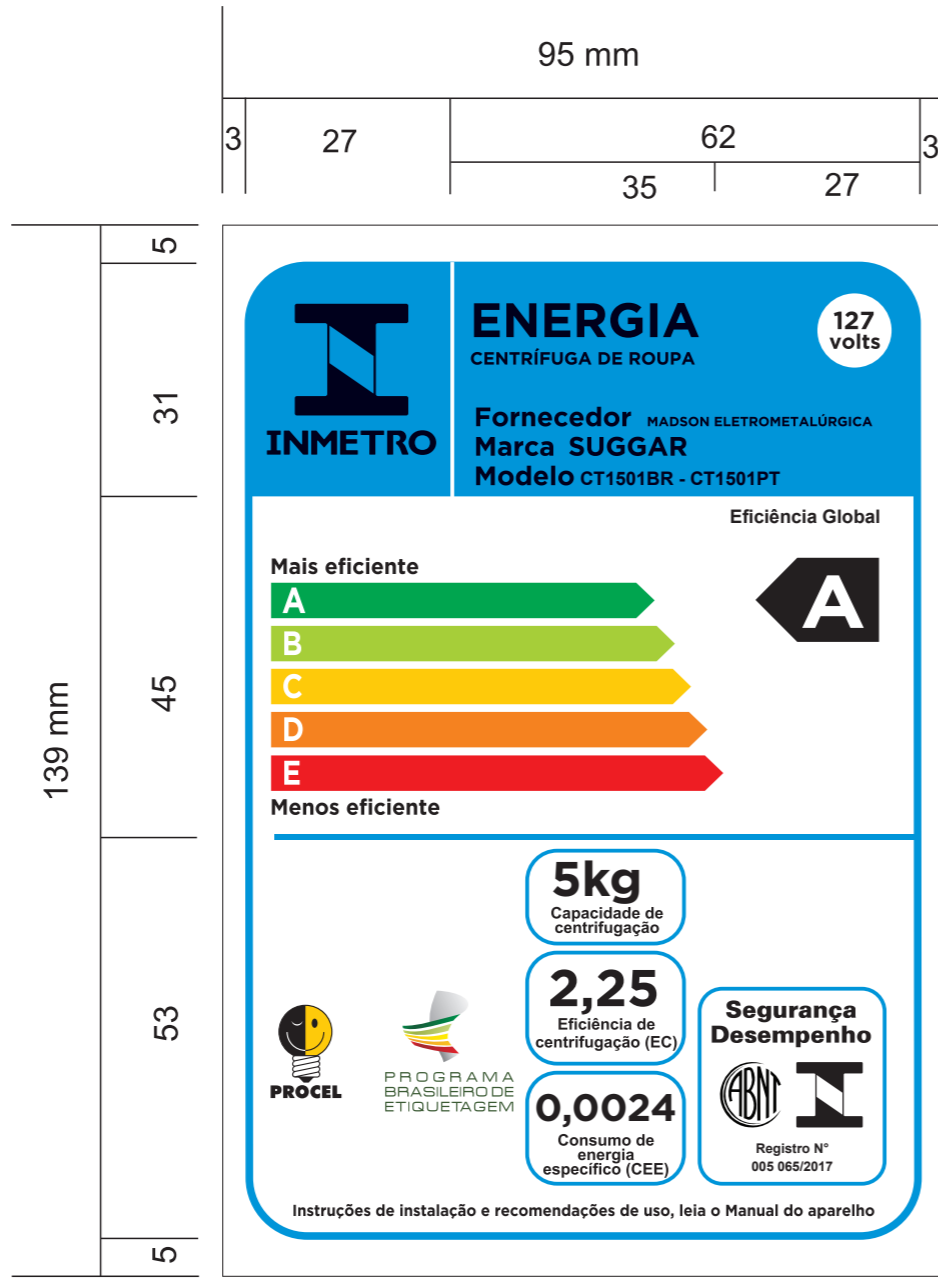 95 mm
3
27
62
3
35
27
5
31
45
139 mm
53
5
INMETRO
ENERGIA
CENTRÍFUGA DE ROUPA
127
volts
Fornecedor MADSON ELETROMETALÚRGICA
Marca SUGGAR
Modelo CT1501BR - CT1501PT
Eficiência Global
Mais eficiente
A
A
B
C
D
E
Menos eficiente
5kg
Capacidade de
centrifugação
2,25
Eficiência de
centrifugação (EC)
0,0024
Consumo de
energia
específico (CEE)
PROCEL
PROGRAMA
BRASILEIRO DE
ETIQUETAGEM
Segurança
Desempenho
ABNT
Registro N°
005 065/2017
Instruções de instalação e recomendações de uso, leia o Manual do aparelho